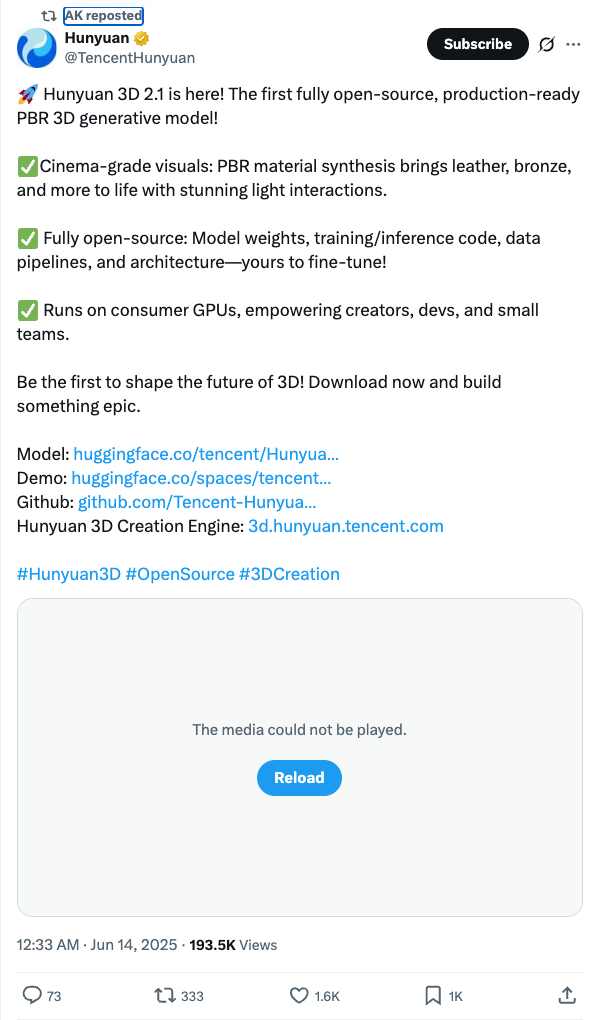 AK reposted
Hunyuan
@TencentHunyuan
Subscribe
🚀 Hunyuan 3D 2.1 is here! The first fully open-source, production-ready
PBR 3D generative model!
✅Cinema-grade visuals: PBR material synthesis brings leather, bronze,
and more to life with stunning light interactions.
✅ Fully open-source: Model weights, training/inference code, data
pipelines, and architecture—yours to fine-tune!
✅ Runs on consumer GPUs, empowering creators, devs, and small
teams.
Be the first to shape the future of 3D! Download now and build
something epic.
Model: huggingface.co/tencent/Hunyua…
Demo: huggingface.co/spaces/tencent…
Github: github.com/Tencent-Hunyua…
Hunyuan 3D Creation Engine: 3d.hunyuan.tencent.com
#Hunyuan3D #OpenSource #3DCreation
The media could not be played.
Reload
12:33 AM · Jun 14, 2025 · 193.5K Views
73 333 1.6K 1K